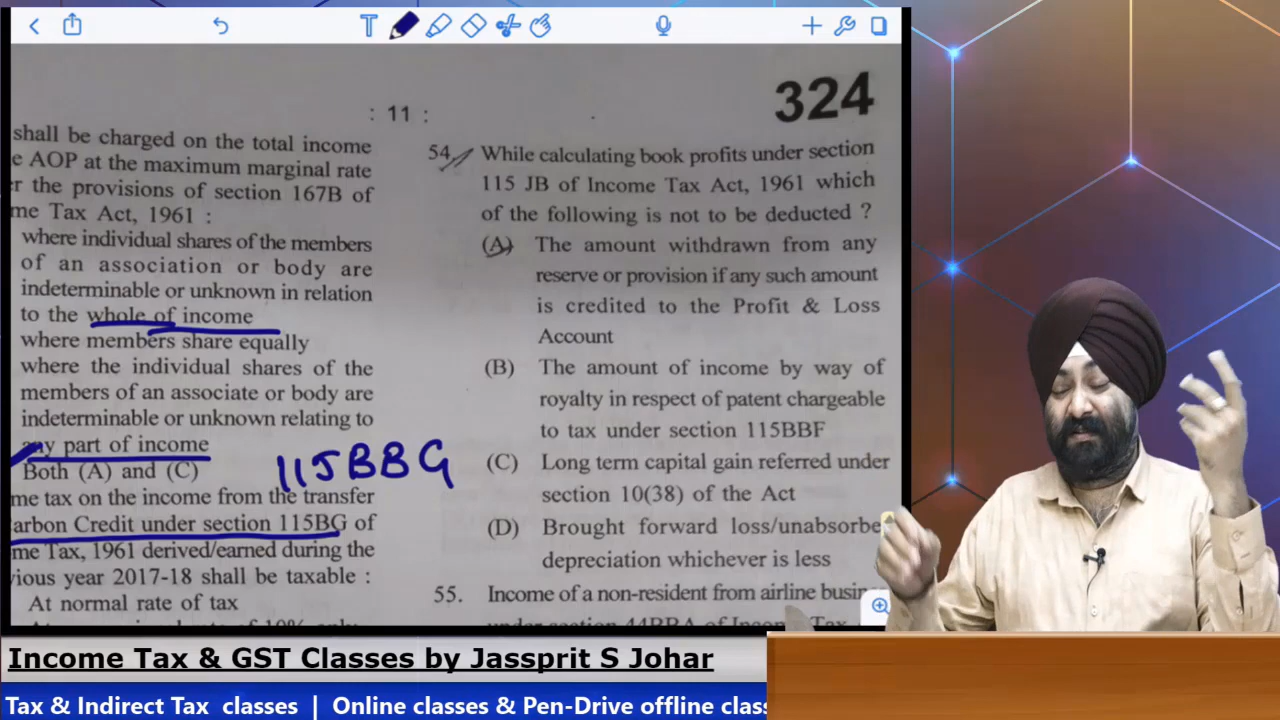 T
324
: 11 :
shall be charged on the total income
e AOP at the maximum marginal rate
r the provisions of section 167B of
me Tax Act, 1961 :
where individual shares of the members
of an association or body are
indeterminable or unknown in relation
to the whole of income
where members share equally
where the individual shares of the
members of an associate or body are
indeterminable or unknown relating to
any part of income
Both (A) and (C)
115BBG
me tax on the income from the transfer
arbon Credit under section 115BG of
me Tax, 1961 derived/earned during the
vious year 2017-18 shall be taxable :
At normal rate of tax
54. While calculating book profits under section
115 JB of Income Tax Act, 1961 which
of the following is not to be deducted ?
(A) The amount withdrawn from any
reserve or provision if any such amount
is credited to the Profit & Loss
Account
(B) The amount of income by way of
royalty in respect of patent chargeable
to tax under section 115BBF
(C) Long term capital gain referred under
section 10(38) of the Act
(D) Brought forward loss/unabsorbe
depreciation whichever is less
55. Income of a non-resident from airline busin
Income Tax & GST Classes by Jassprit S Johar
Tax & Indirect Tax classes | Online classes & Pen-Drive offline clas